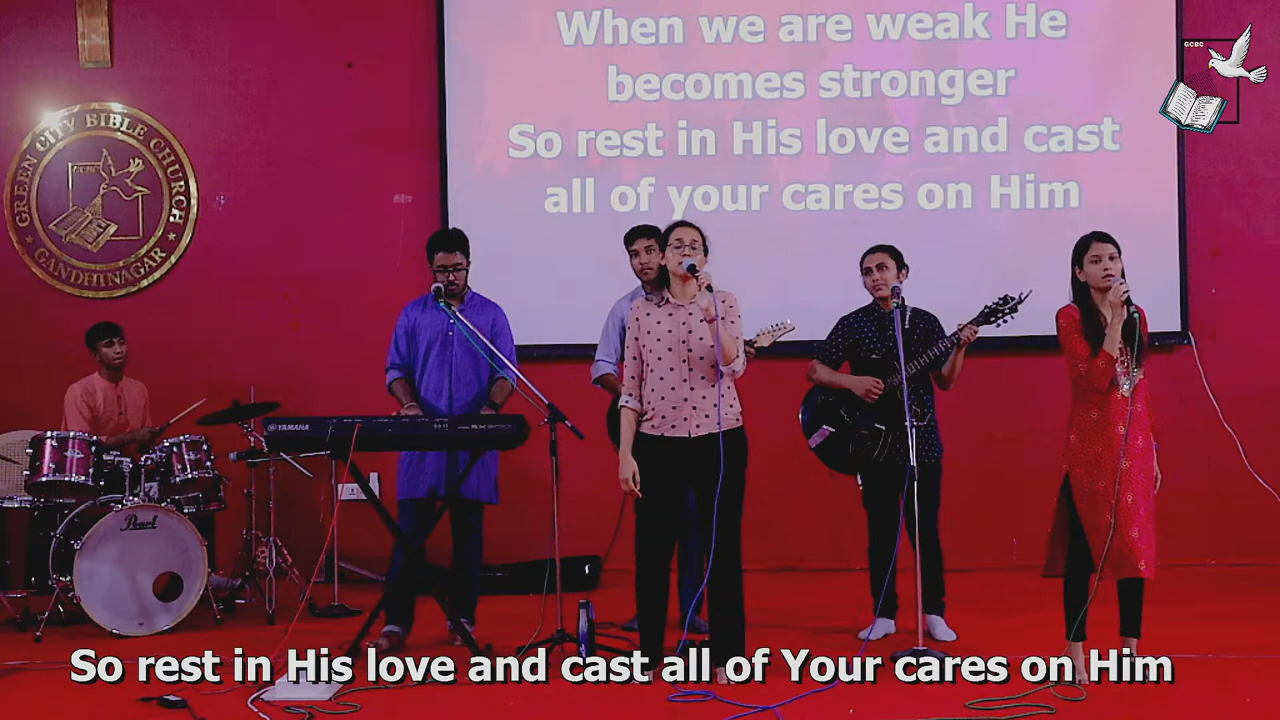 When we are weak He
becomes stronger
So rest in His love and cast
all of your cares on Him
GCBC
GREEN CITY BIBLE CHURCH
GCBC
★ GANDHINAGAR ★
YAMAHA
Pearl
So rest in His love and cast all of Your cares on Him